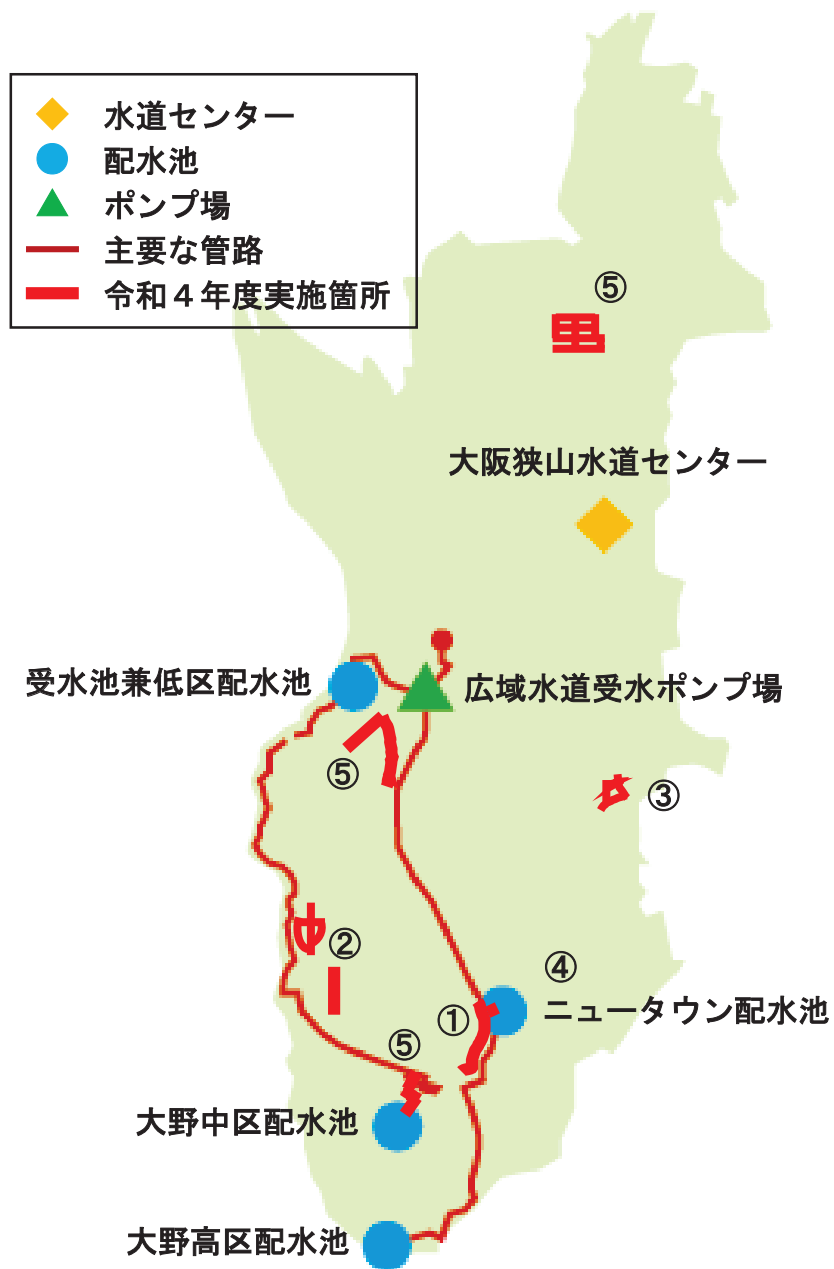 水道センター
配水池
ポンプ場
主要な管路
令和４年度実施箇所
⑤
大阪狭山水道センター
受水池兼低区配水池
広域水道受水ポンプ場
⑤
③
②
④
ニュータウン配水池
①
⑤
大野中区配水池
大野高区配水池